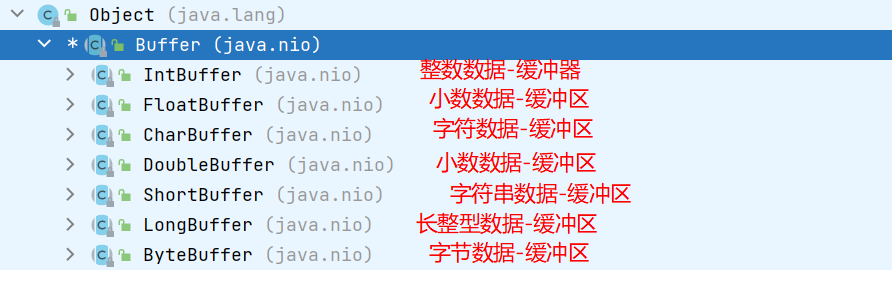 Object (java.lang)
* Buffer (java.nio)
IntBuffer (java.nio) 整数数据-缓冲器
FloatBuffer (java.nio) 小数数据-缓冲区
CharBuffer (java.nio) 字符数据-缓冲区
DoubleBuffer (java.nio) 小数数据-缓冲区
ShortBuffer (java.nio) 字符串数据-缓冲区
LongBuffer (java.nio) 长整型数据-缓冲区
ByteBuffer (java.nio) 字节数据-缓冲区